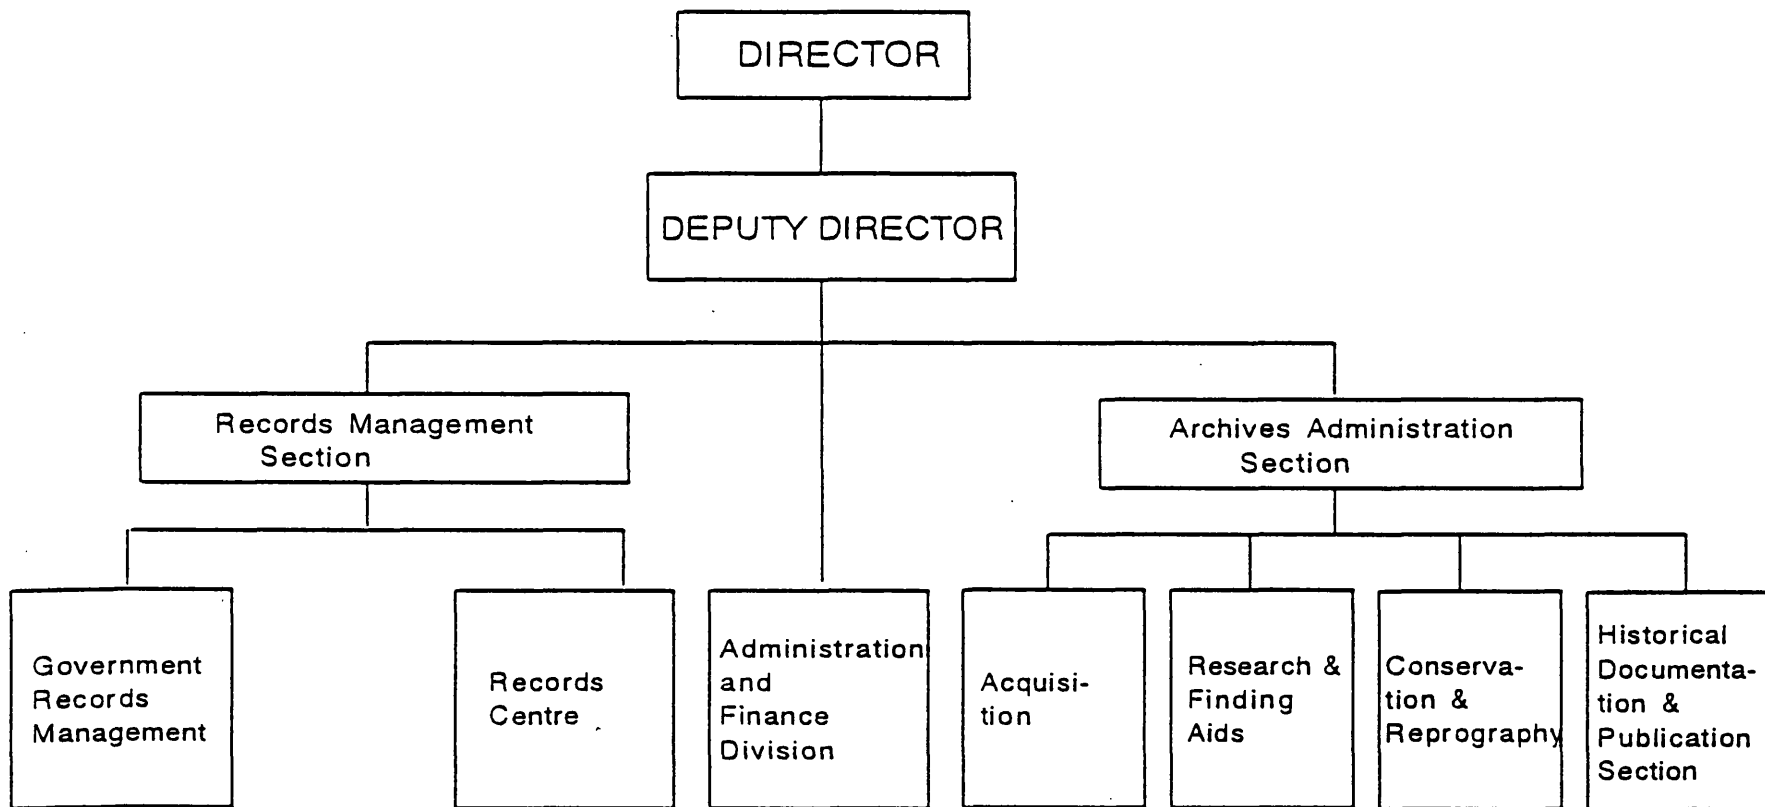 DIRECTOR
DEPUTY DIRECTOR
Records Management
Section
Archives Administration
Section
Government
Records
Management
Records
Centre
Administration
and
Finance
Division
Acquisi-
tion
Research &
Finding
Aids
Conserva-
tion &
Reprography
Historical
Documenta-
tion &
Publication
Section